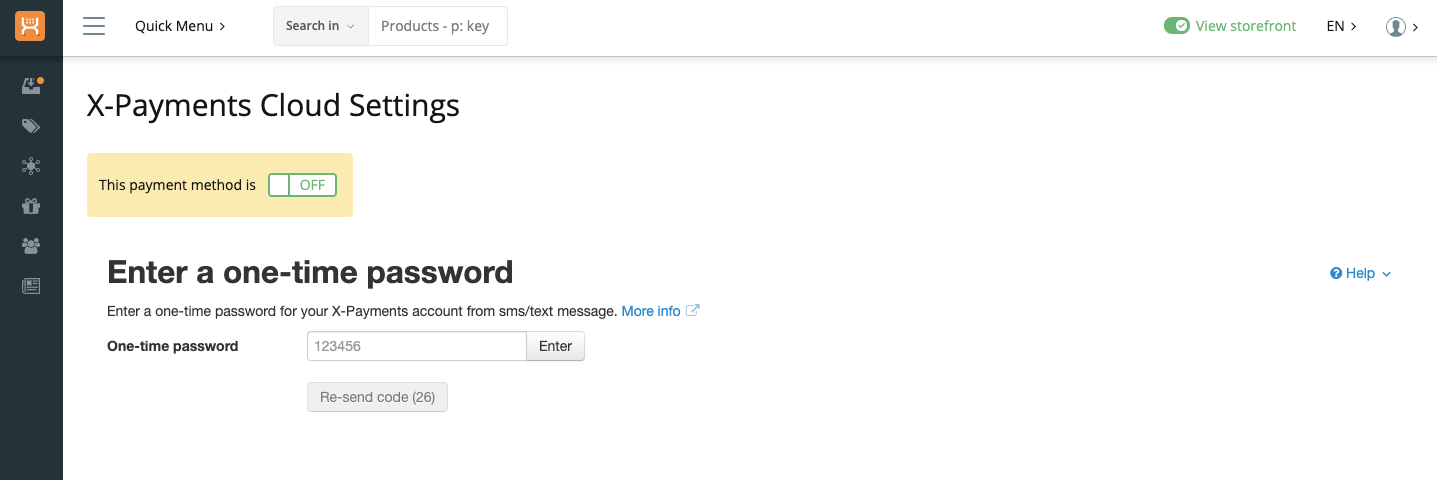 Quick Menu
Search in
Products - p: key
View storefront
EN
X-Payments Cloud Settings
This payment method is OFF
Enter a one-time password
Help
Enter a one-time password for your X-Payments account from sms/text message. More info
One-time password 123456 Enter
Re-send code (26)